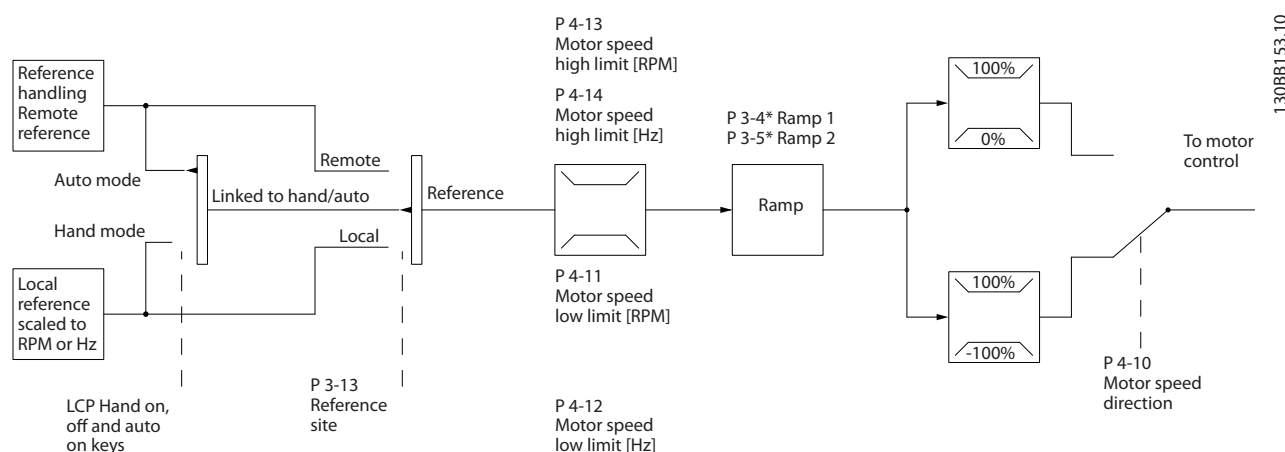 Reference
handling
Remote
reference
Auto mode
Hand mode
Local
reference
scaled to
RPM or Hz
LCP Hand on,
off and auto
on keys
Linked to hand/auto
Remote
Local
P 3-13
Reference
site
Reference
P 4-13
Motor speed
high limit [RPM]
P 4-14
Motor speed
high limit [Hz]
P 4-11
Motor speed
low limit [RPM]
P 4-12
Motor speed
low limit [Hz]
P 3-4* Ramp 1
P 3-5* Ramp 2
Ramp
100%
0%
100%
-100%
To motor
control
P 4-10
Motor speed
direction
130BB153.10